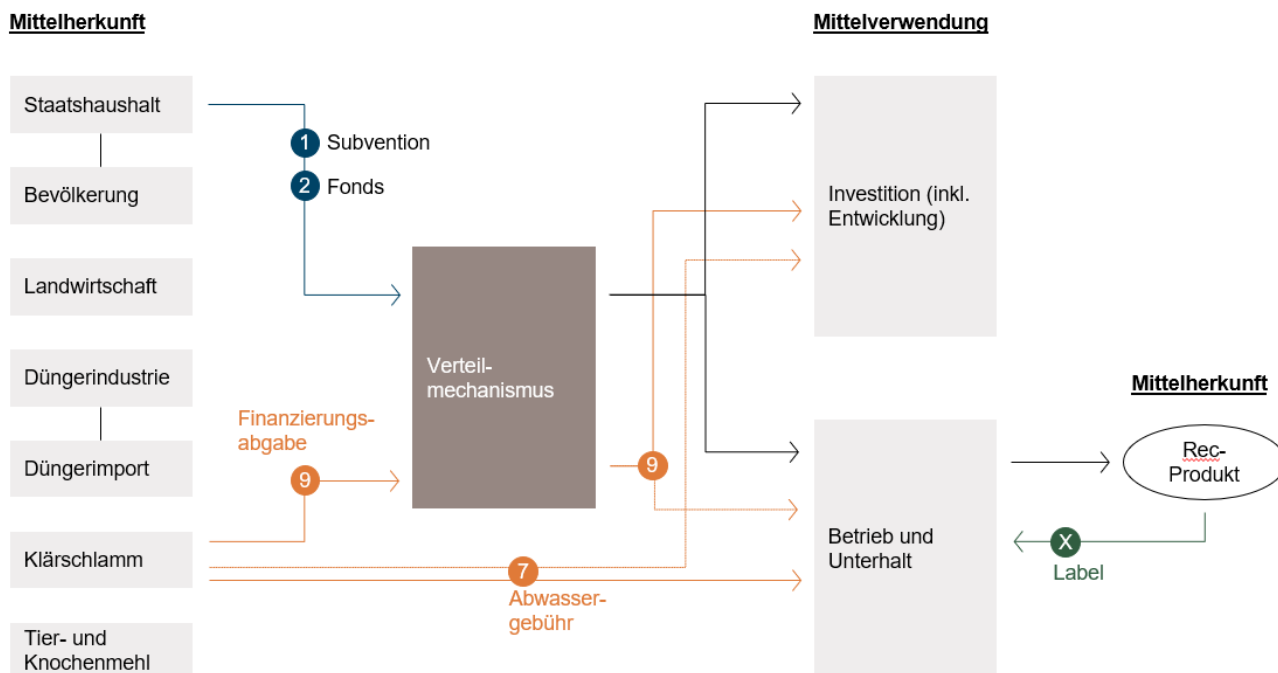 Mittelherkunft
Mittelverwendung
Staatshaushalt
1 Subvention
2 Fonds
Bevölkerung
Investition (inkl.
Entwicklung)
Landwirtschaft
Verteil-
mechanismus
Düngerindustrie
Mittelherkunft
Finanzierungs-
abgabe
Düngerimport
9
9
Rec-
Produkt
Klärschlamm
Betrieb und
Unterhalt
X
Label
7
Abwasser-
gebühr
Tier- und
Knochenmehl